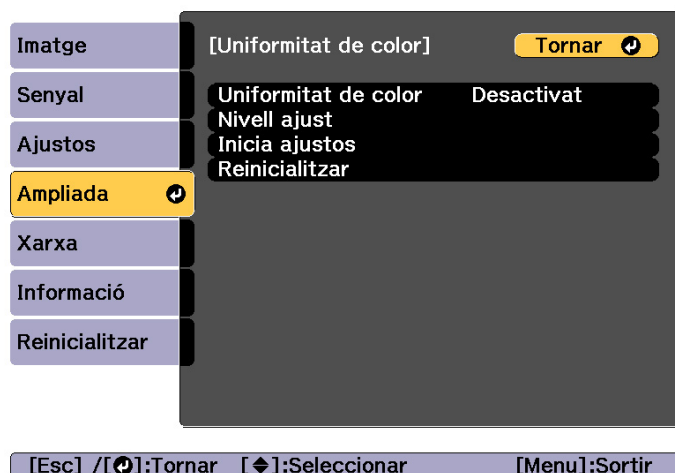 Imatge
Senyal
Ajustos
Ampliada
Xarxa
Informació
Reinicialitzar
[Uniformitat de color] Tornar
Uniformitat de color Desactivat
Nivell ajust
Inicia ajustos
Reinicialitzar
[Esc] /[⏎]:Tornar [◆]:Seleccionar [Menu]:Sortir